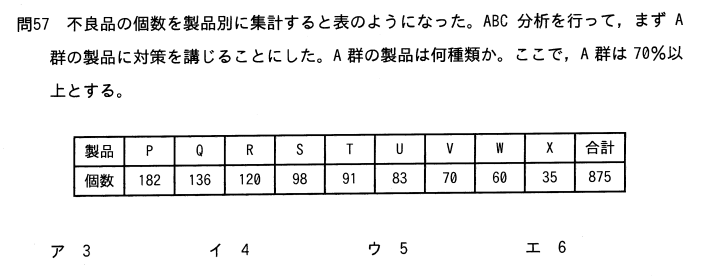 問57 不良品の個数を製品別に集計すると表のようになった。ABC 分析を行って，まず A
群の製品に対策を講じることにした。A 群の製品は何種類か。ここで，A 群は 70％以
上とする。
製品 P Q R S T U V W X 合計
個数 182 136 120 98 91 83 70 60 35 875
ア 3 イ 4 ウ 5 エ 6